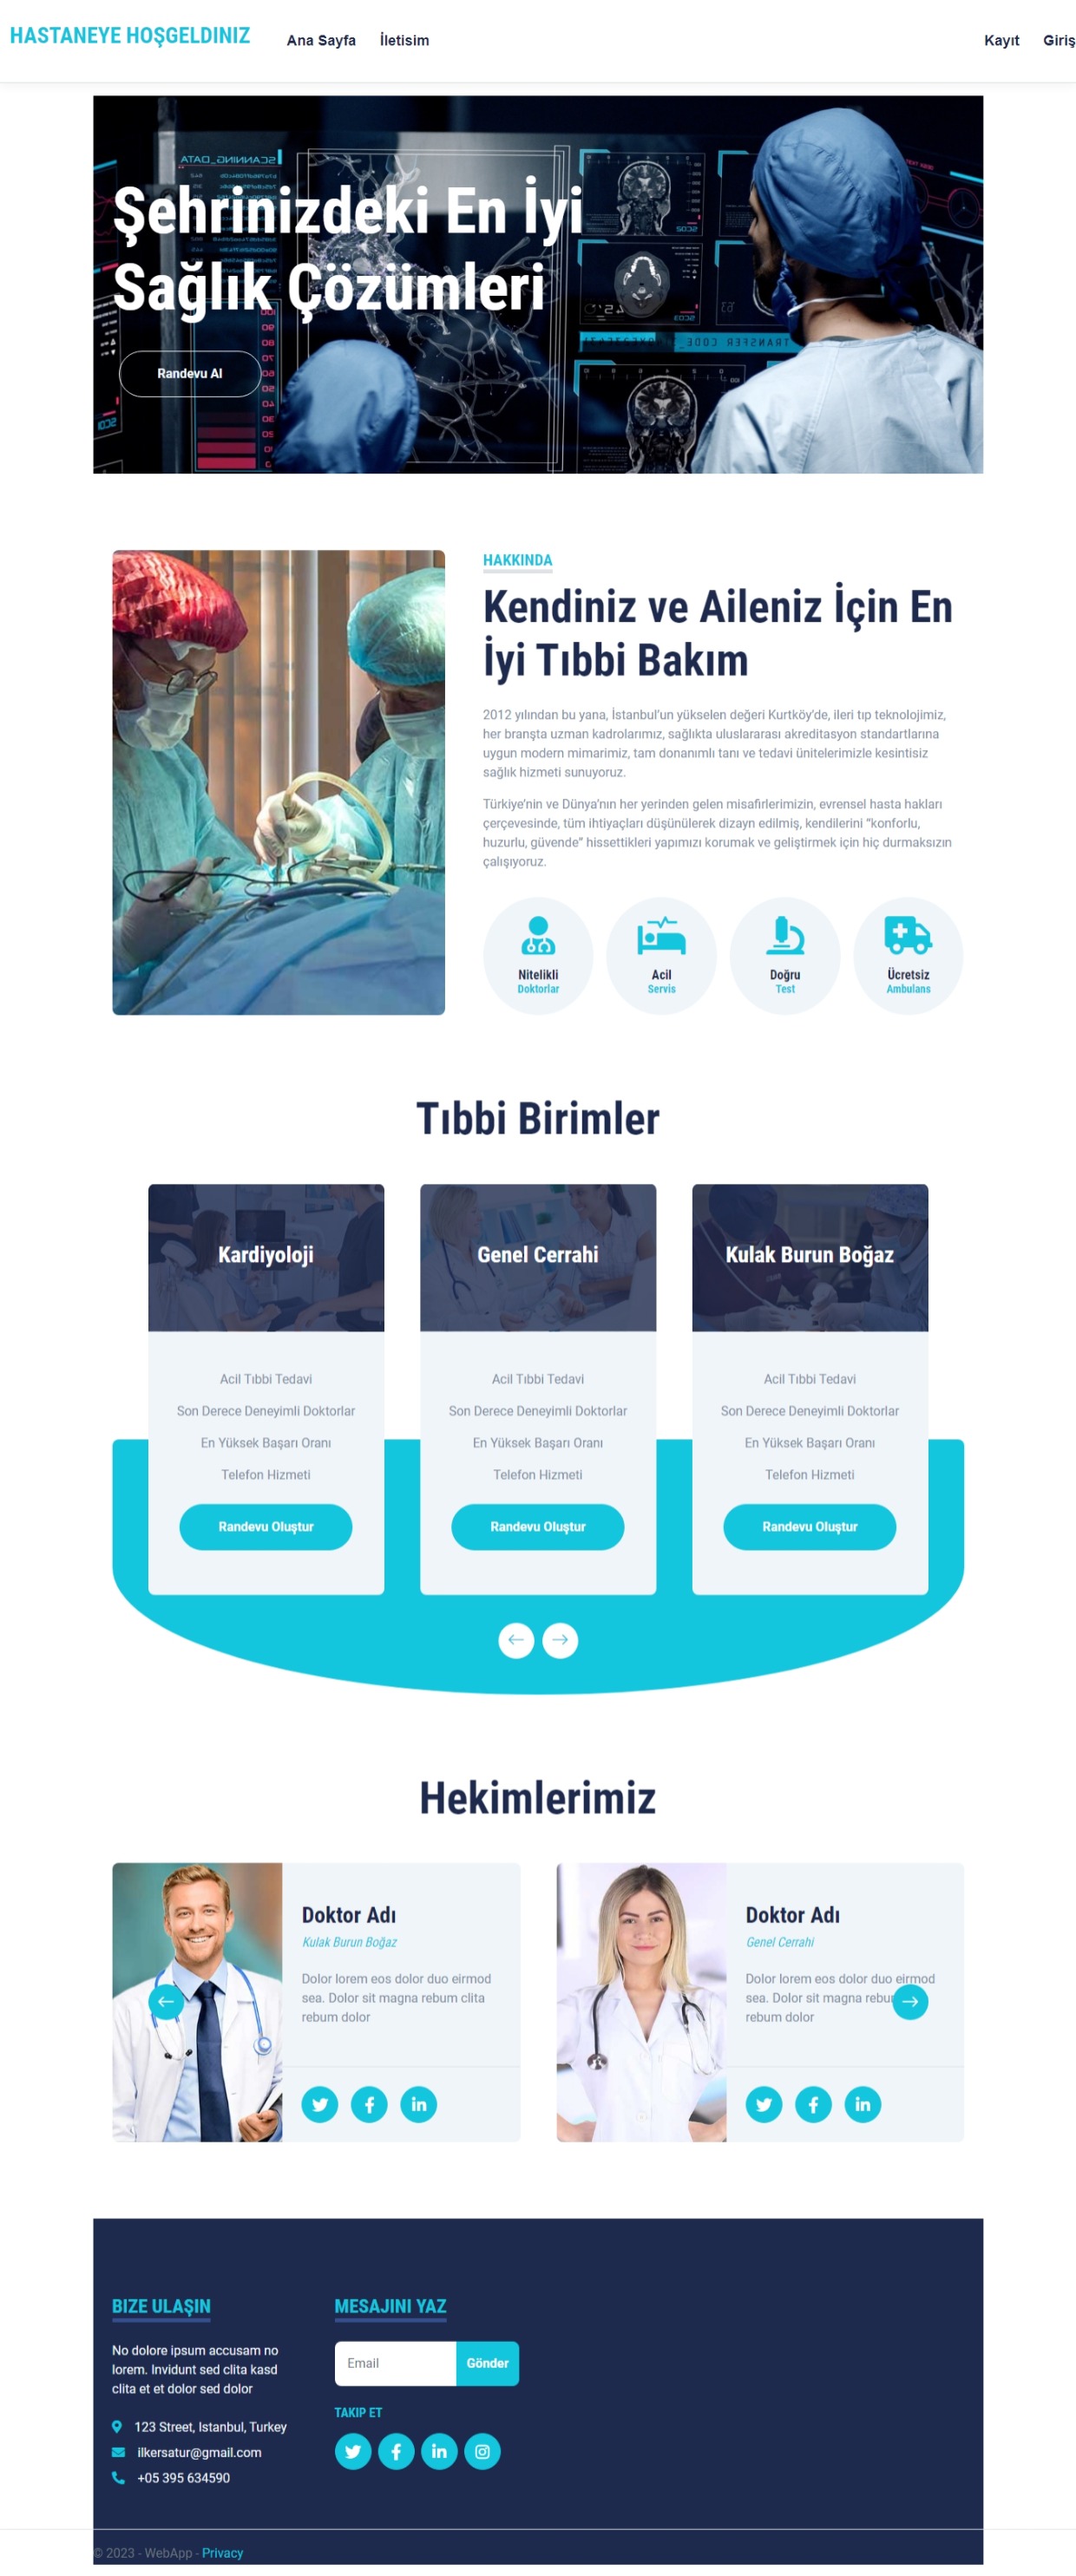 HASTANEYE HOŞGELDINIZ
Ana Sayfa
İletisim
Kayıt
Giriş
Şehrinizdeki En İyi
Sağlık Çözümleri
Randevu Al
HAKKINDA
Kendiniz ve Aileniz İçin En
İyi Tıbbi Bakım
2012 yılından bu yana, İstanbul'un yükselen değeri Kurtköy'de, ileri tıp teknolojimiz,
her branşta uzman kadrolarımız, sağlıkta uluslararası akreditasyon standartlarına
uygun modern mimarimiz, tam donanımlı tanı ve tedavi ünitelerimizle kesintisiz
sağlık hizmeti sunuyoruz.
Türkiye'nin ve Dünya'nın her yerinden gelen misafirlerimizin, evrensel hasta hakları
çerçevesinde, tüm ihtiyaçları düşünülerek dizayn edilmiş, kendilerini “konforlu,
huzurlu, güvende” hissettikleri yapımızı korumak ve geliştirmek için hiç durmaksızın
çalışıyoruz.
Nitelikli
Doktorlar
Acil
Servis
Doğru
Test
Ücretsiz
Ambulans
Tıbbi Birimler
Kardiyoloji
Acil Tıbbi Tedavi
Son Derece Deneyimli Doktorlar
En Yüksek Başarı Oranı
Telefon Hizmeti
Randevu Oluştur
Genel Cerrahi
Acil Tıbbi Tedavi
Son Derece Deneyimli Doktorlar
En Yüksek Başarı Oranı
Telefon Hizmeti
Randevu Oluştur
Kulak Burun Boğaz
Acil Tıbbi Tedavi
Son Derece Deneyimli Doktorlar
En Yüksek Başarı Oranı
Telefon Hizmeti
Randevu Oluştur
Hekimlerimiz
Doktor Adı
Kulak Burun Boğaz
Dolor lorem eos dolor duo eirmod
sea. Dolor sit magna rebum clita
rebum dolor
Doktor Adı
Genel Cerrahi
Dolor lorem eos dolor duo eirmod
sea. Dolor sit magna
rebum dolor
BIZE ULAŞIN
No dolore ipsum accusam no
lorem. Invidunt sed clita kasd
clita et et dolor sed dolor
123 Street, Istanbul, Turkey
ilkersatur@gmail.com
+05 395 634590
MESAJINI YAZ
Email
Gönder
TAKIP ET
© 2023 - WebApp - Privacy